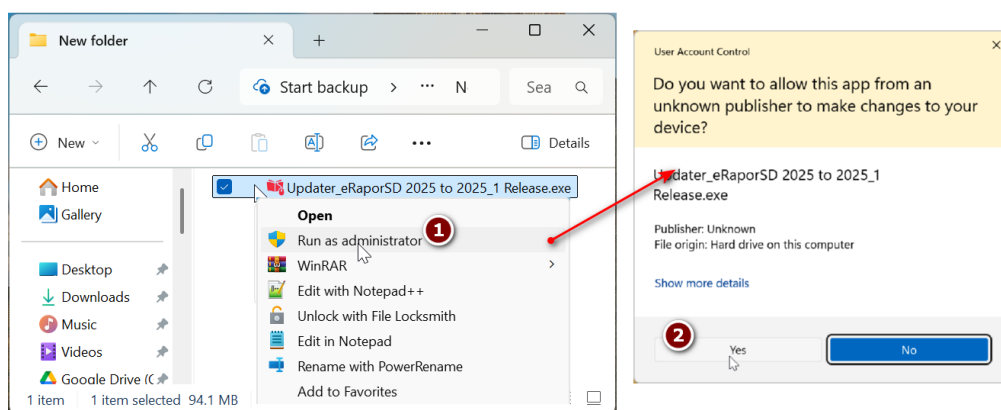 New folder
Start backup > ... N
Sea
New
Details
Home
Gallery
Desktop
Downloads
Music
Videos
Google Drive (C
Updater_eRaporSD 2025 to 2025_1 Release.exe
Open
Run as administrator
1
WinRAR
Edit with Notepad++
Unlock with File Locksmith
Edit in Notepad
Rename with PowerRename
Add to Favorites
1 item
1 item selected 94.1 MB
User Account Control
Do you want to allow this app from an
unknown publisher to make changes to your
device?
Updater_eRaporSD 2025 to 2025_1
Release.exe
Publisher: Unknown
File origin: Hard drive on this computer
Show more details
2
Yes
No